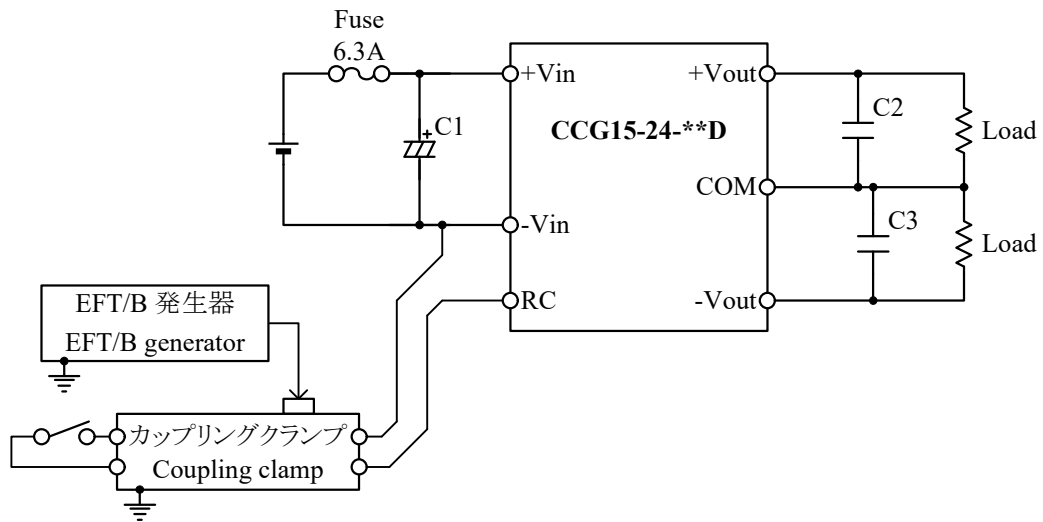 Fuse
6.3A
+Vin
+Vout
C1
CCG15-24-**D
C2
Load
COM
-Vin
C3
Load
RC
-Vout
EFT/B 発生器
EFT/B generator
カップリングクランプ
Coupling clamp